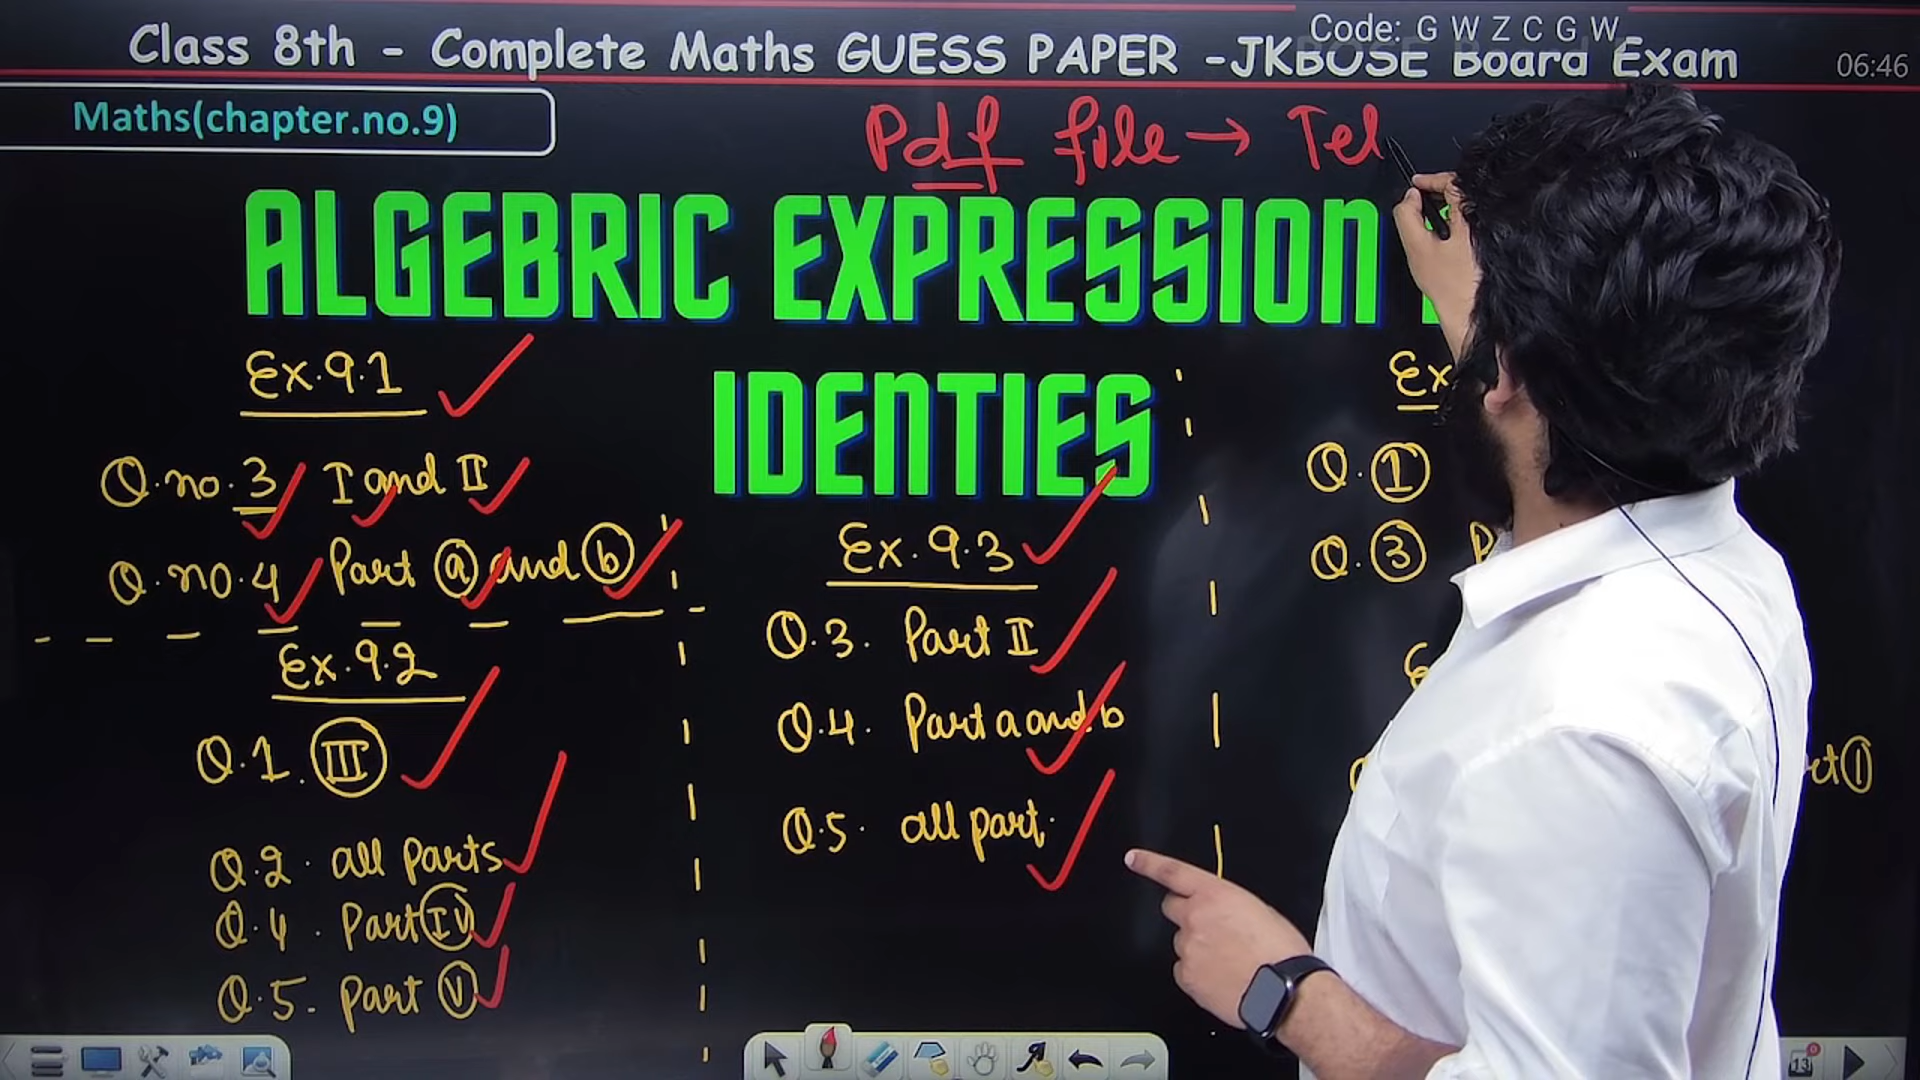 Code: G W Z C G W
Class 8th - Complete Maths GUESS PAPER -JKBOSE Board Exam
06:46
Maths(chapter.no.9)
Pdf file → Tel
ALGEBRIC EXPRESSION
IDENTIES
Ex.9.1
Q.no.3 I and II
Q.no.4 Part a and b
Ex.9.2
Q.1. III
Q.2. all parts
Q.4. Part IV
Q.5. part V
Ex.9.3
Q.3. Part II
Q.4. Part a and b
Q.5. all part.
Ex
Q. 1
Q. 3
13